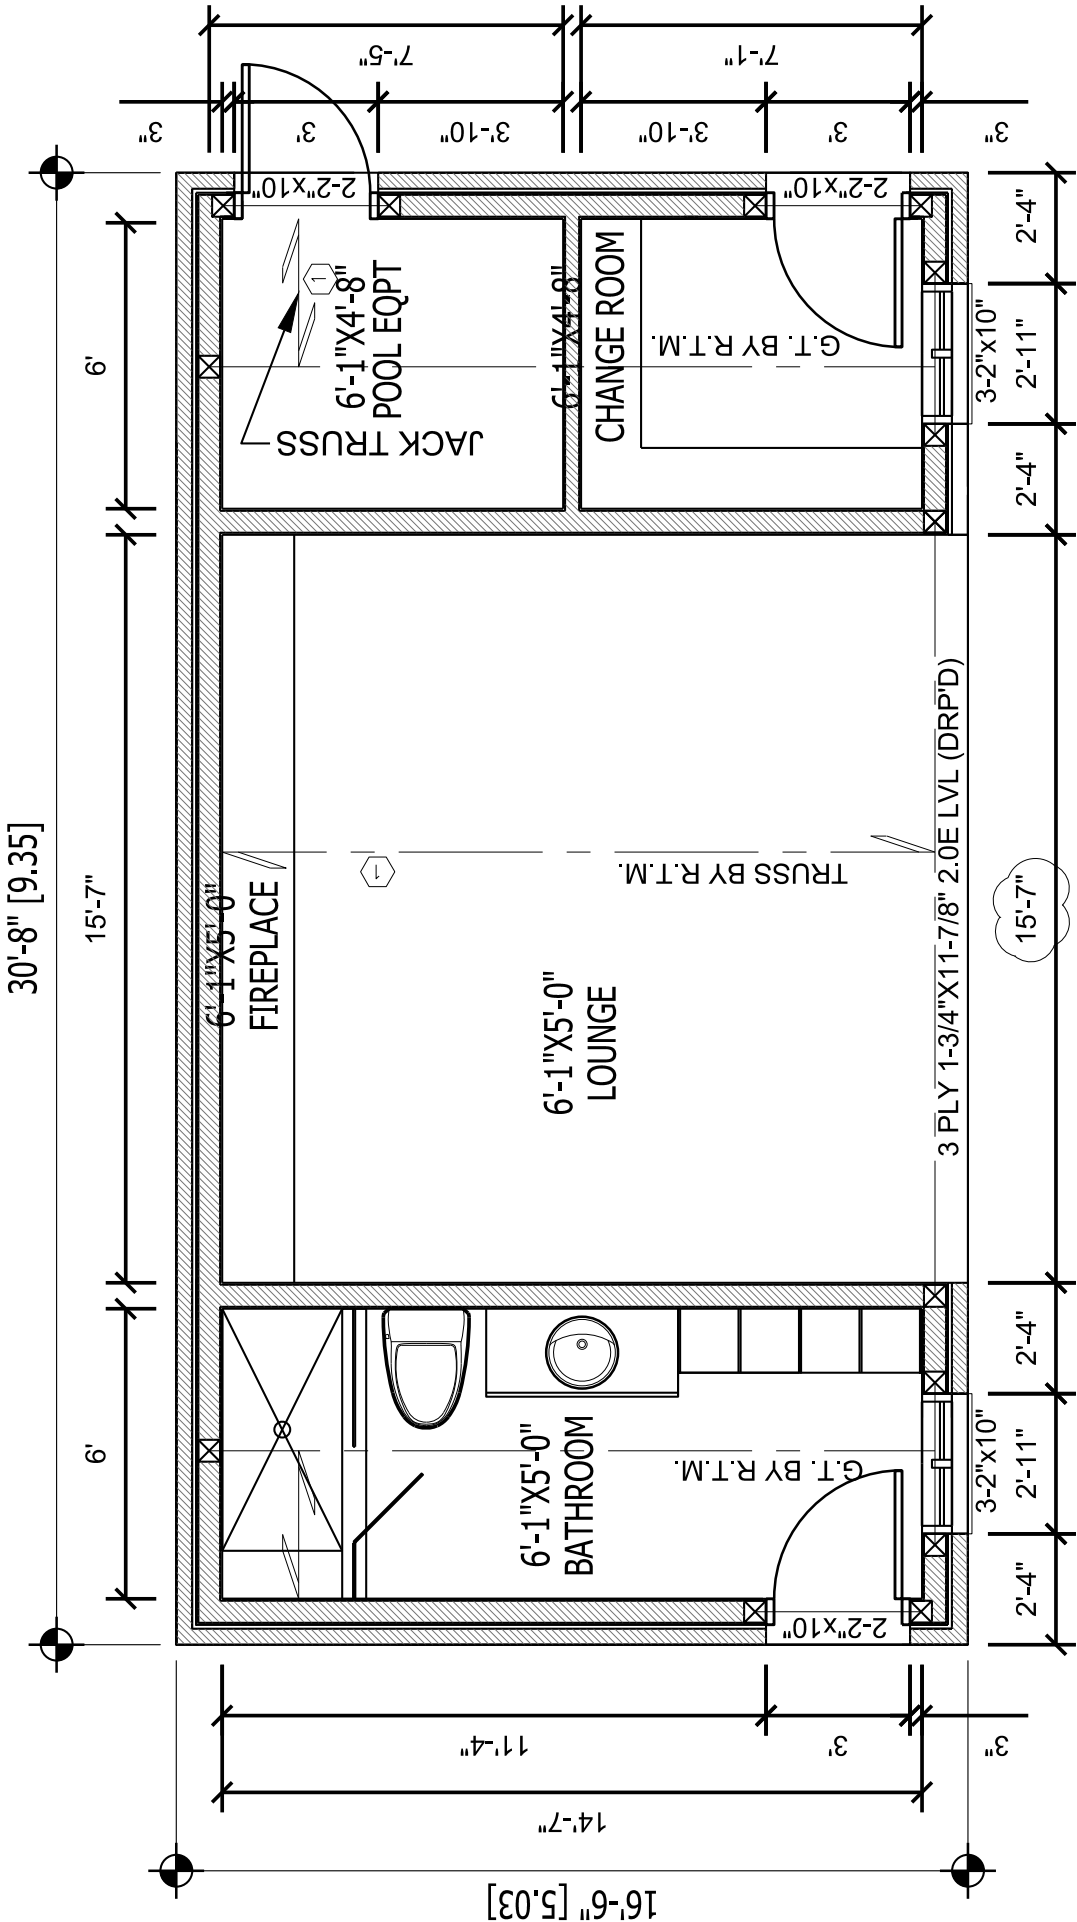 7'-5"
7'-1"
3"
3'
3'-10"
3'-10"
3'
3"
2-2"x10"
2-2"x10"
2'-4"
1
6'-1"X4'-8"
POOL EQPT
6'-1"X4'-8"
CHANGE ROOM
G.T. BY R.T.M.
JACK TRUSS
6'
3-2"x10"
2'-11"
2'-4"
30'-8" [9.35]
15'-7"
6'-1"X5'-0"
FIREPLACE
1
TRUSS BY R.T.M.
3 PLY 1-3/4"X11-7/8" 2.0E LVL (DRP'D)
15'-7"
6'-1"X5'-0"
LOUNGE
2'-4"
6'
6'-1"X5'-0"
BATHROOM
G.T. BY R.T.M.
3-2"x10"
2'-11"
2'-4"
2-2"x10"
11'-4"
3'
3"
14'-7"
16'-6" [5.03]